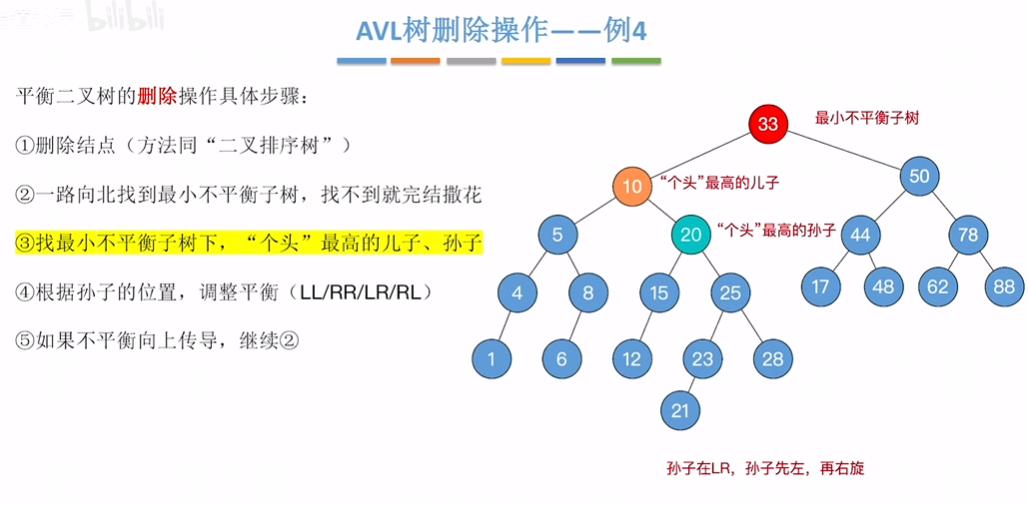 bilibili
AVL树删除操作——例4
平衡二叉树的删除操作具体步骤：
①删除结点（方法同“二叉排序树”）
②一路向北找到最小不平衡子树，找不到就完结撒花
③找最小不平衡子树下，“个头”最高的儿子、孙子
④根据孙子的位置，调整平衡（LL/RR/LR/RL）
⑤如果不平衡向上传导，继续②
33 最小不平衡子树
10 “个头”最高的儿子 50
5 20 “个头”最高的孙子 44 78
4 8 15 25 17 48 62 88
1 6 12 23 28
21
孙子在LR，孙子先左，再右旋